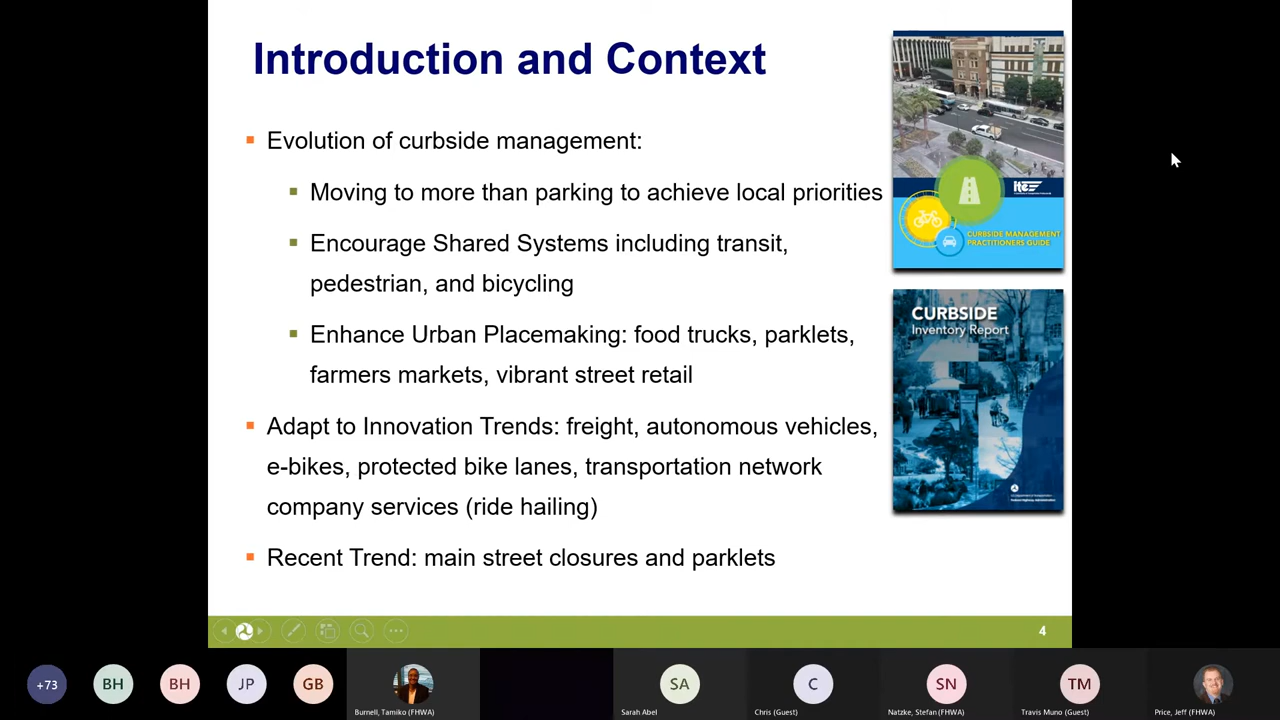 Introduction and Context
Evolution of curbside management:
Moving to more than parking to achieve local priorities
Encourage Shared Systems including transit,
pedestrian, and bicycling
Enhance Urban Placemaking: food trucks, parklets,
farmers markets, vibrant street retail
Adapt to Innovation Trends: freight, autonomous vehicles,
e-bikes, protected bike lanes, transportation network
company services (ride hailing)
Recent Trend: main street closures and parklets
ite
CURBSIDE MANAGEMENT
PRACTITIONERS GUIDE
CURBSIDE
Inventory Report
4
+73
BH
BH
JP
GB
Burnell, Tamiko (FHWA)
SA
Sarah Abel
C
Chris (Guest)
SN
Natzke, Stefan (FHWA)
TM
Travis Muno (Guest)
Price, Jeff (FHWA)